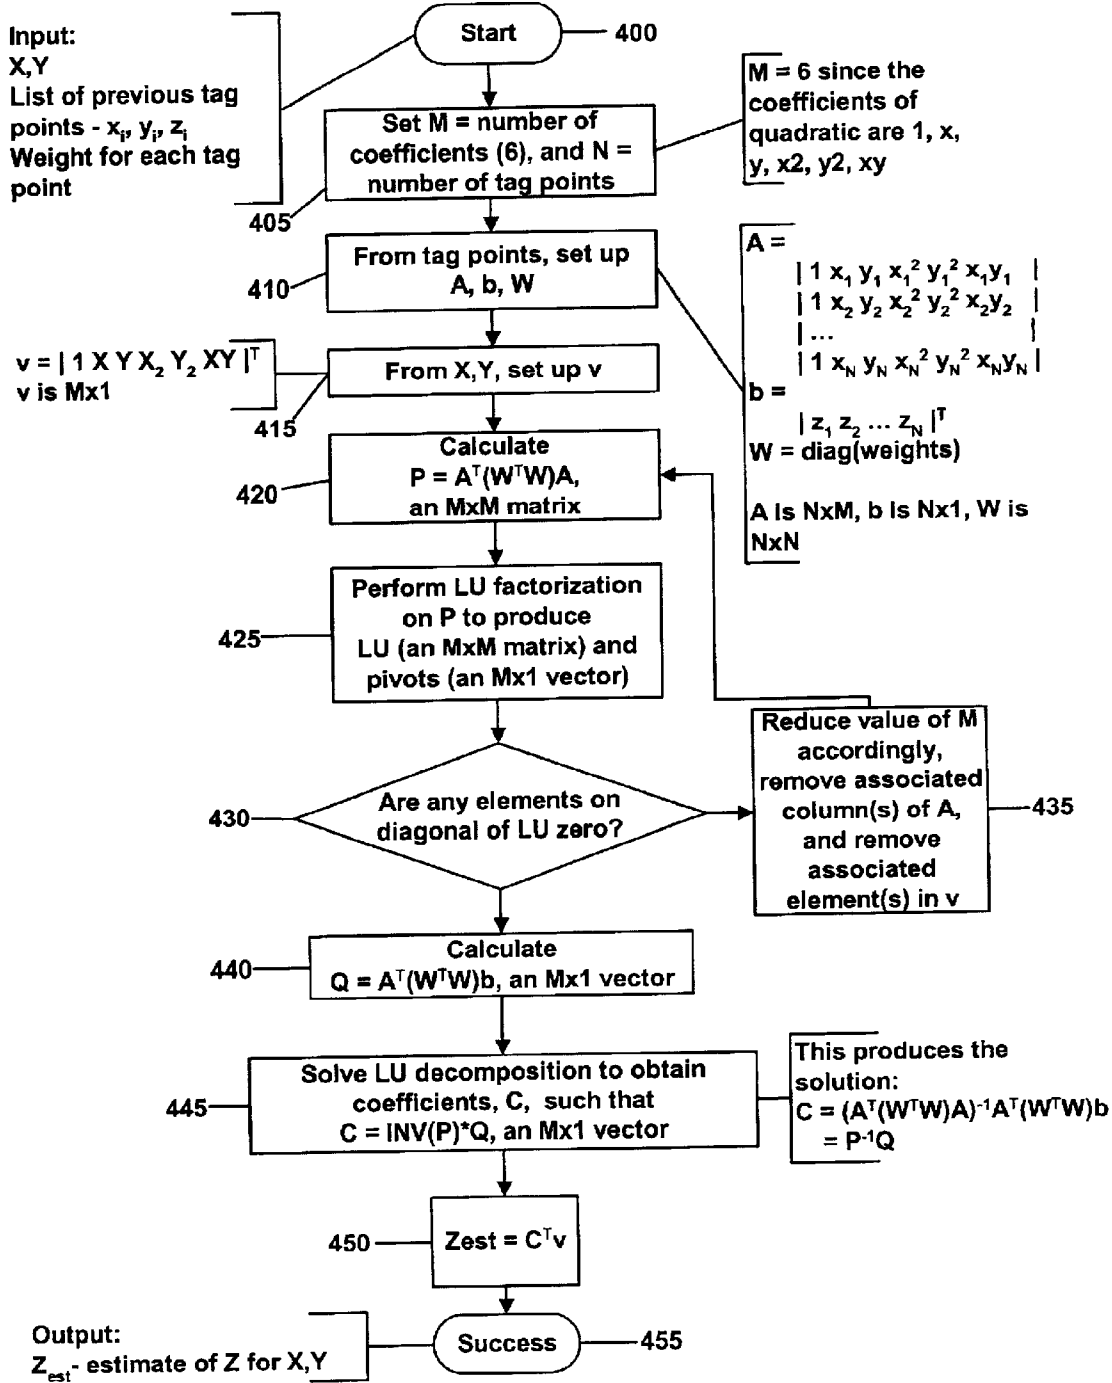 Input:
X,Y
List of previous tag
points - xᵢ, yᵢ, zᵢ
Weight for each tag
point
Start
400
Set M = number of
coefficients (6), and N =
number of tag points
405
M = 6 since the
coefficients of
quadratic are 1, x,
y, x2, y2, xy
From tag points, set up
A, b, W
410
A =
| 1 x₁ y₁ x₁² y₁² x₁y₁ |
| 1 x₂ y₂ x₂² y₂² x₂y₂ |
| ... |
| 1 x_N y_N x_N² y_N² x_Ny_N |
b =
| z₁ z₂ ... z_N |ᵀ
W = diag(weights)
A is NxM, b is Nx1, W is
NxN
v = | 1 X Y X₂ Y₂ XY |ᵀ
v is Mx1
From X,Y, set up v
415
Calculate
P = Aᵀ(WᵀW)A,
an MxM matrix
420
Perform LU factorization
on P to produce
LU (an MxM matrix) and
pivots (an Mx1 vector)
425
Are any elements on
diagonal of LU zero?
430
Reduce value of M
accordingly,
remove associated
column(s) of A,
and remove
associated
element(s) in v
435
Calculate
Q = Aᵀ(WᵀW)b, an Mx1 vector
440
Solve LU decomposition to obtain
coefficients, C, such that
C = INV(P)*Q, an Mx1 vector
445
This produces the
solution:
C = (Aᵀ(WᵀW)A)⁻¹Aᵀ(WᵀW)b
= P⁻¹Q
Zest = Cᵀv
450
Success
455
Output:
Z_est- estimate of Z for X,Y